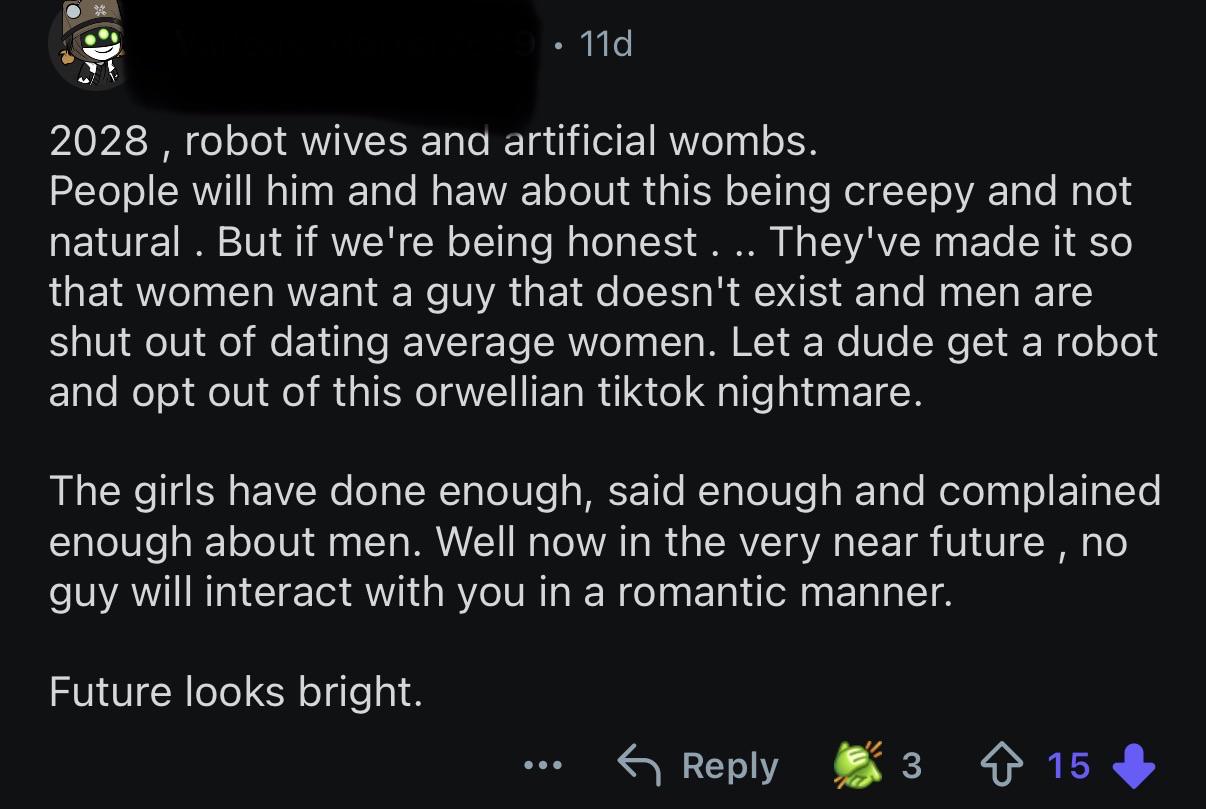 • 11d
2028 , robot wives and artificial wombs.
People will him and haw about this being creepy and not
natural . But if we're being honest . .. They've made it so
that women want a guy that doesn't exist and men are
shut out of dating average women. Let a dude get a robot
and opt out of this orwellian tiktok nightmare.
The girls have done enough, said enough and complained
enough about men. Well now in the very near future , no
guy will interact with you in a romantic manner.
Future looks bright.
... Reply 3 15